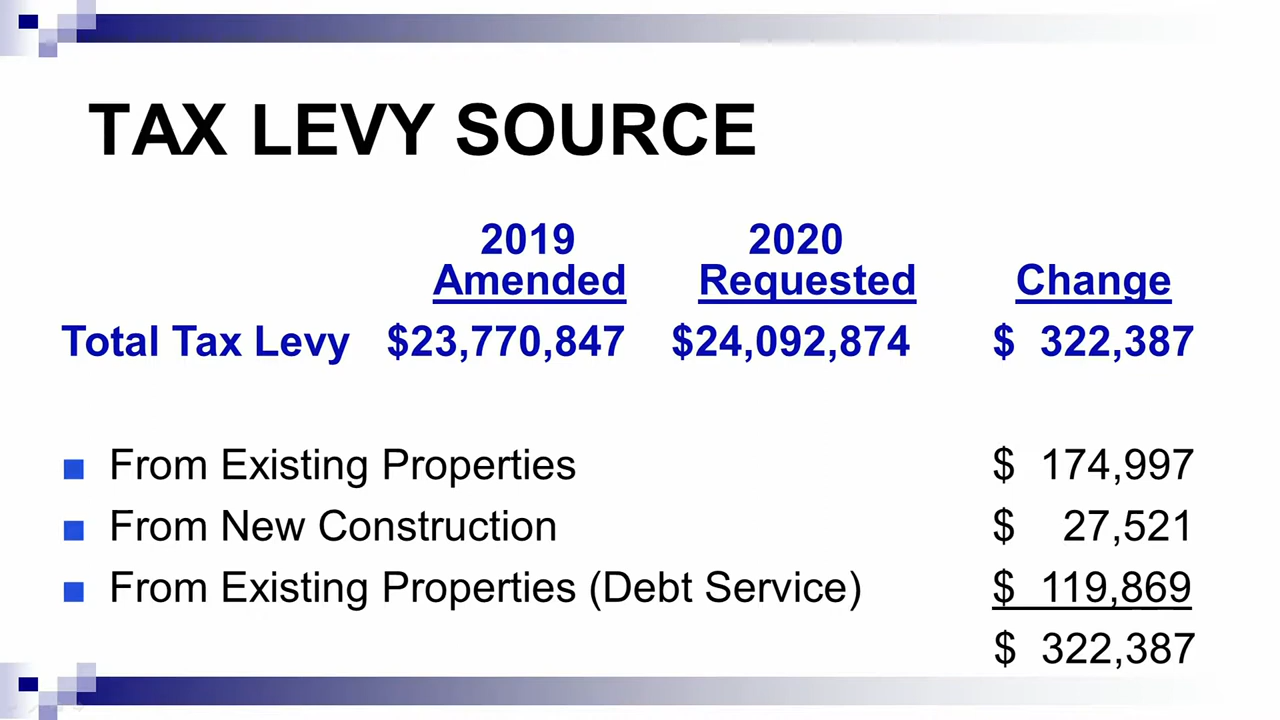 TAX LEVY SOURCE
2019 2020
Amended Requested Change
Total Tax Levy $23,770,847 $24,092,874 $ 322,387
From Existing Properties $ 174,997
From New Construction $ 27,521
From Existing Properties (Debt Service) $ 119,869
$ 322,387